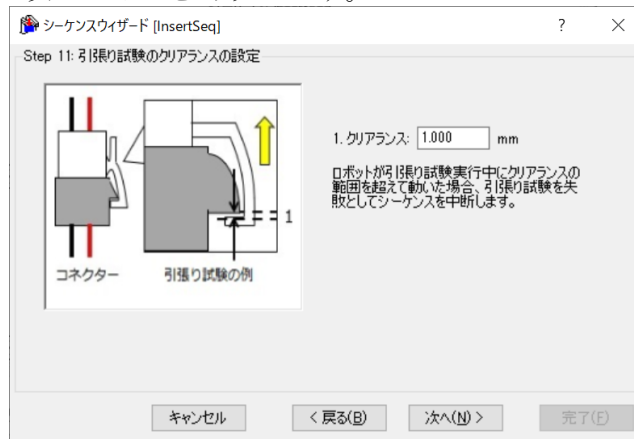 シーケンスウィザード [InsertSeq]
Step 11: 引張り試験のクリアランスの設定
1. クリアランス: 1.000 mm
ロボットが引張り試験実行中にクリアランスの
範囲を超えて動いた場合、引張り試験を失
敗としてシーケンスを中断します。
1
コネクター 引張り試験の例
キャンセル < 戻る(B) 次へ(N) > 完了(F)